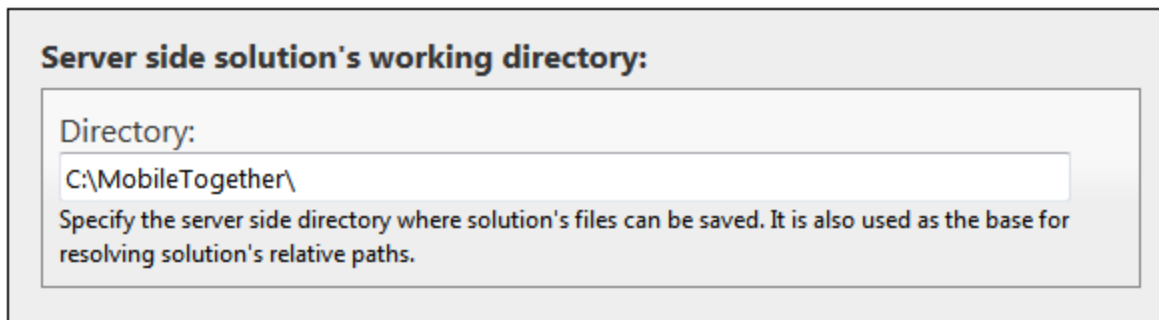 Server side solution's working directory:
Directory:
C:\MobileTogether\
Specify the server side directory where solution's files can be saved. It is also used as the base for
resolving solution's relative paths.